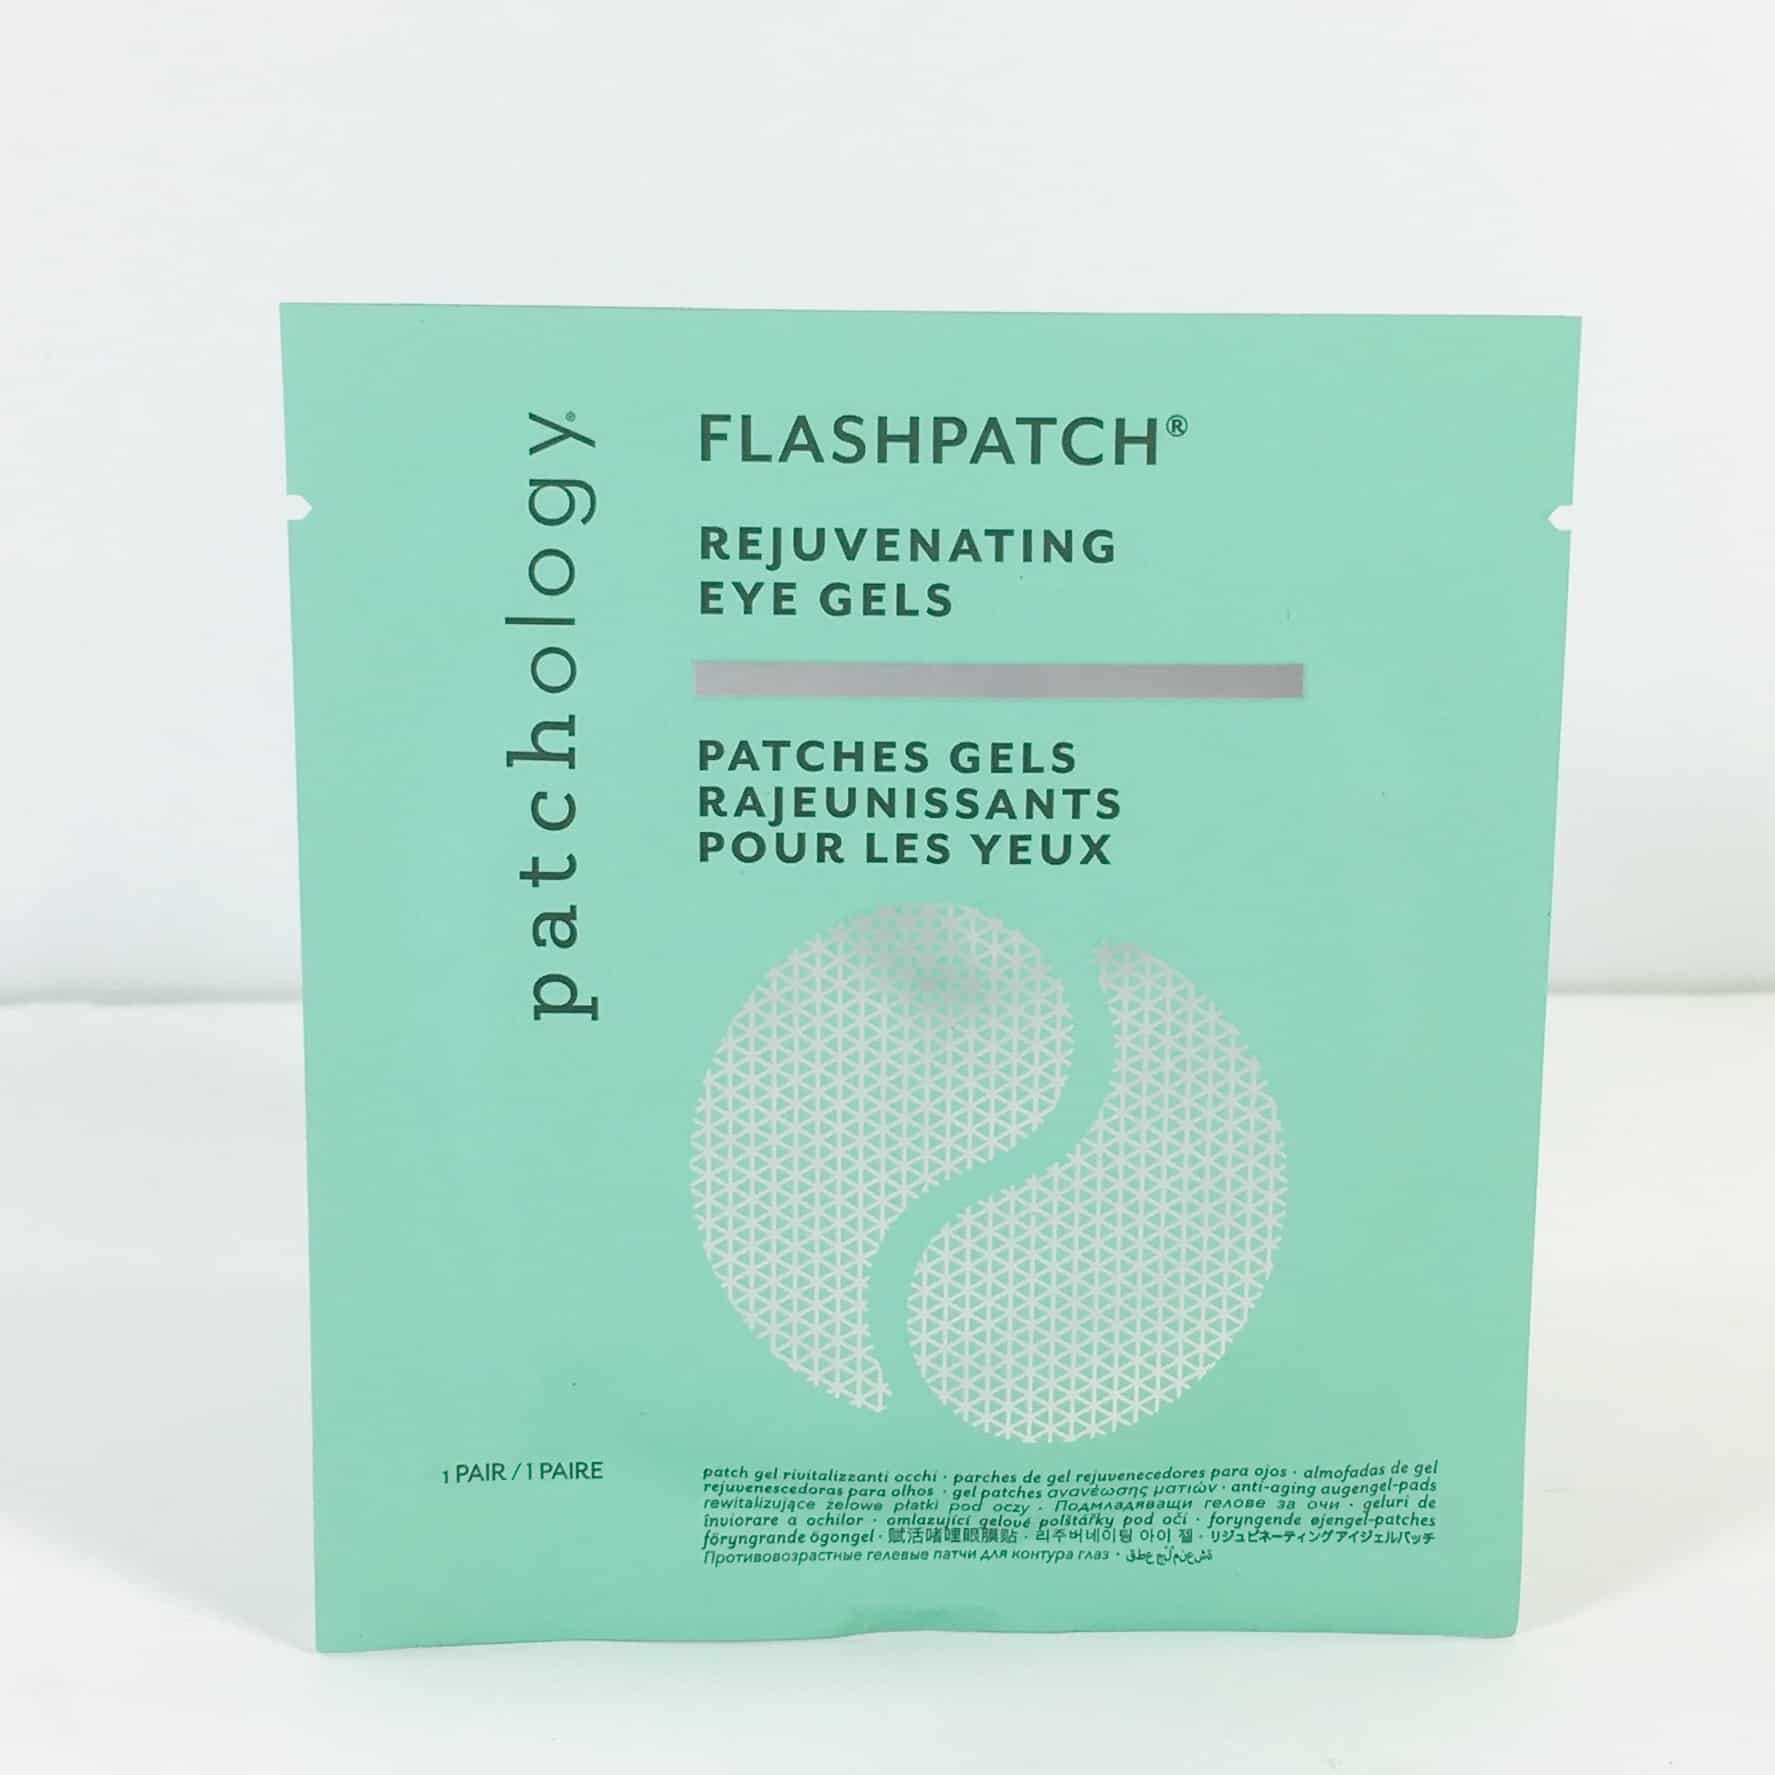 patchology®
FLASHPATCH®
REJUVENATING
EYE GELS
PATCHES GELS
RAJEUNISSANTS
POUR LES YEUX
1 PAIR / 1 PAIRE
patch gel rivitalizzanti occhi · parches de gel rejuvenecedores para ojos · almofadas de gel
rejuvenescedoras para olhos · gel patches ανανέωσης ματιών · anti-aging augengel-pads
rewitalizujące żelowe płatki pod oczy · Подмладяващи гелове за очи · geluri de
înviorare a ochilor · omlazující gelové polštářky pod oči · foryngende øjengel-patches
föryngrande ögongel · 赋活啫哩眼膜贴 · 리주버네이팅 아이 젤 · リジュビネーティングアイジェルパッチ
Противовозрастные гелевые патчи для контура глаз ·